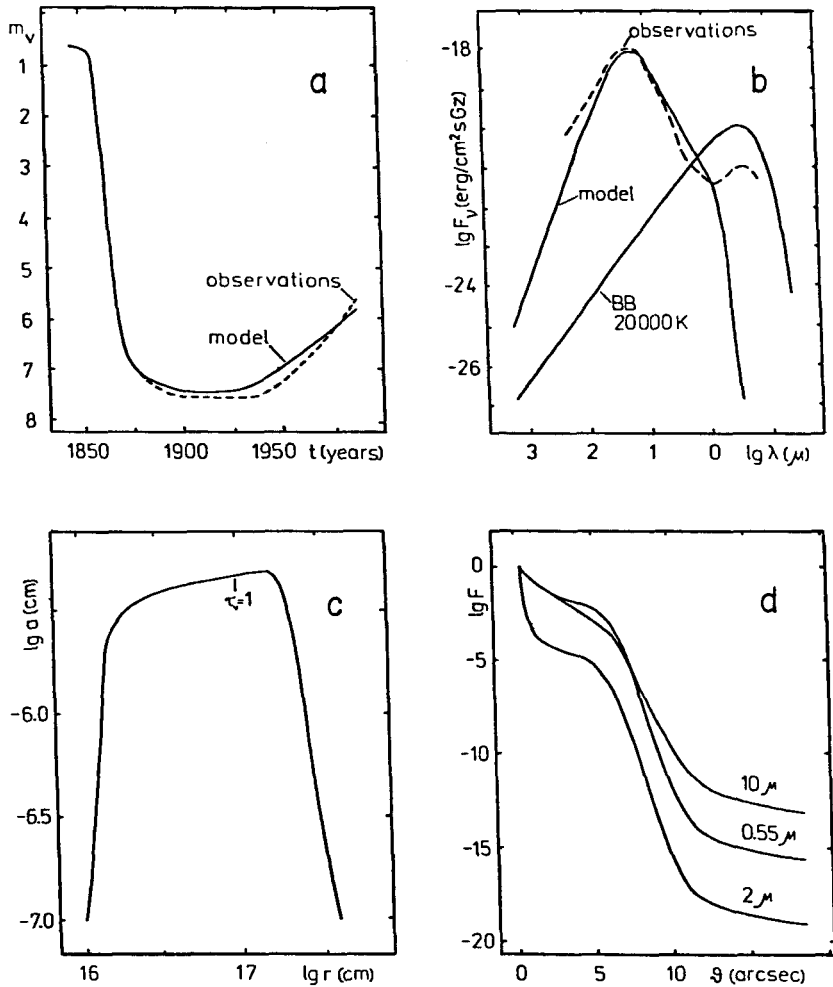 m_v
1
2
3
4
5
6
7
8
a
observations
model
1850 1900 1950 t (years)
-18
lg F_ν (erg/cm² s Gz)
-24
-26
b
observations
model
BB
20000K
3 2 1 0 lg λ (μ)
lg a (cm)
-6.0
-6.5
-7.0
c
τ_v=1
16 17 lg r (cm)
lg F
0
-5
-10
-15
-20
d
10 μ
0.55 μ
2 μ
0 5 10 ϑ (arcsec)